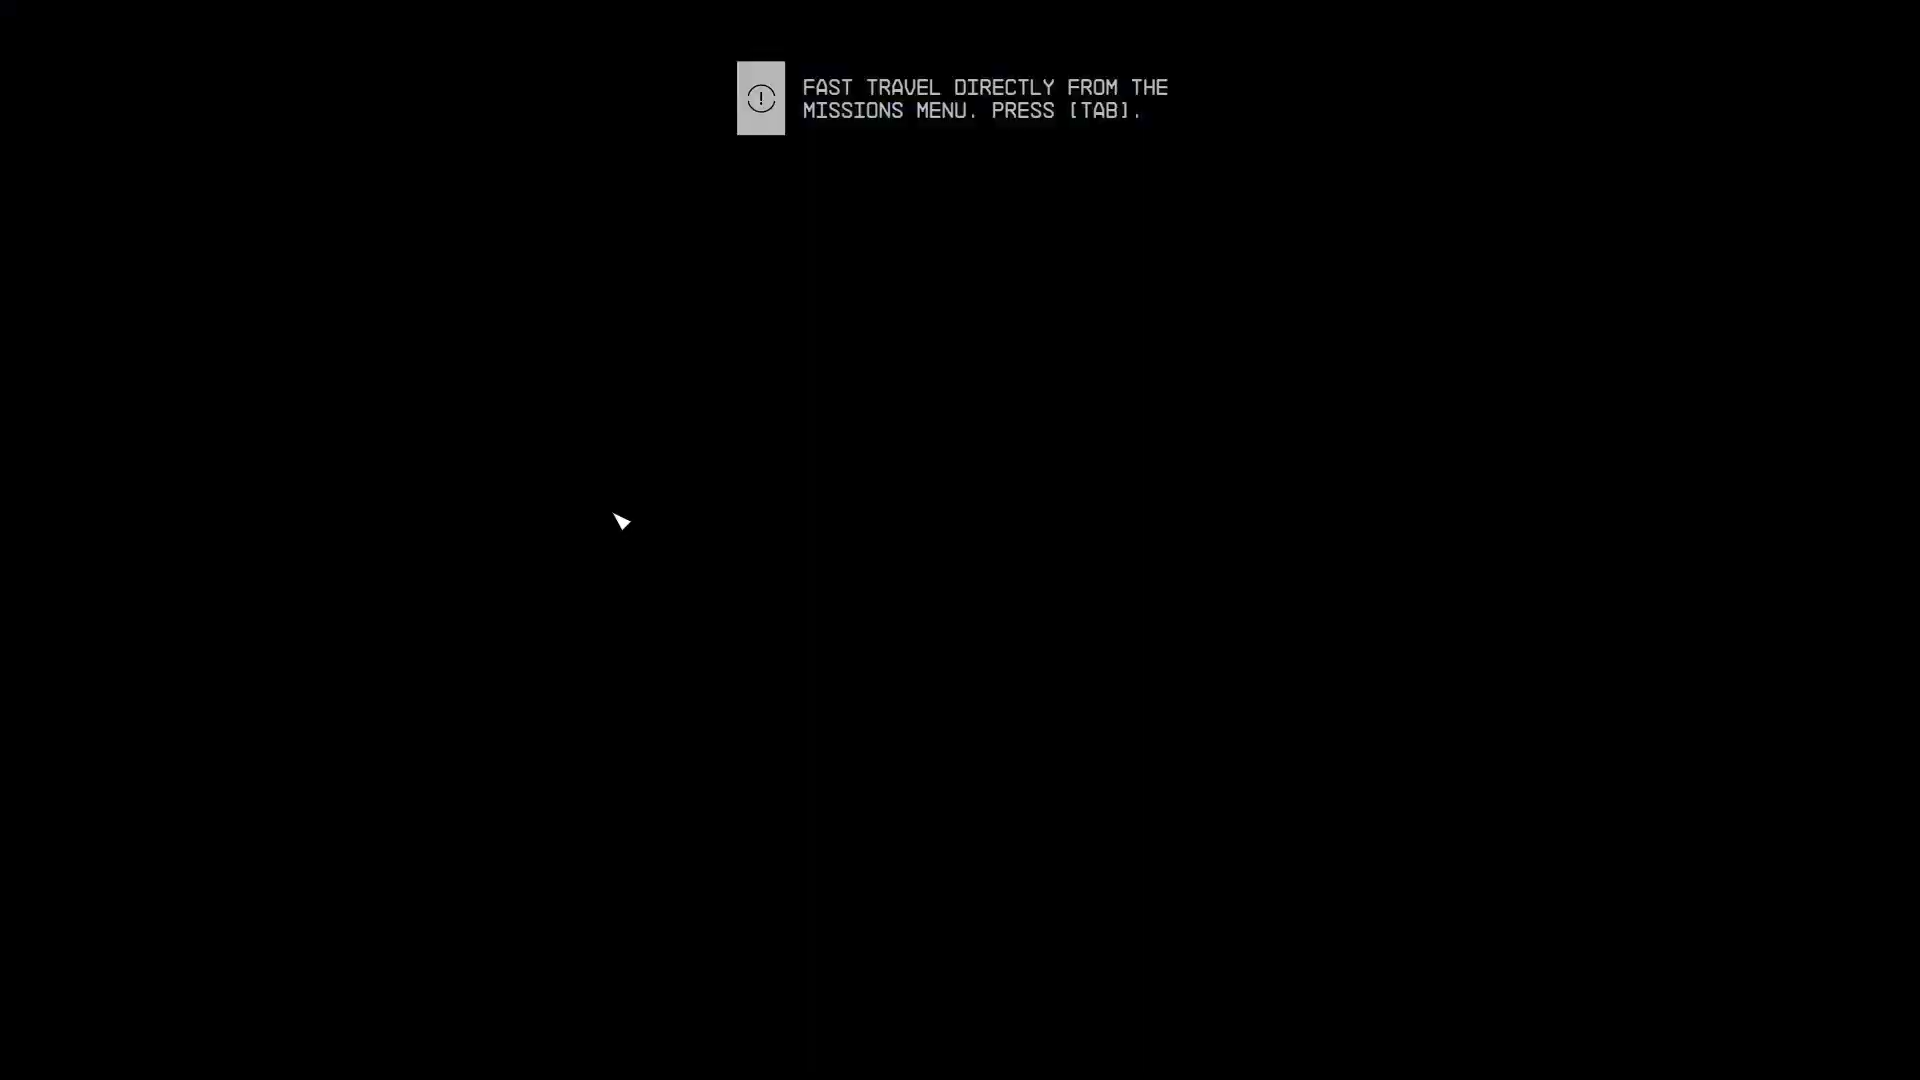 FAST TRAVEL DIRECTLY FROM THE
MISSIONS MENU. PRESS [TAB].